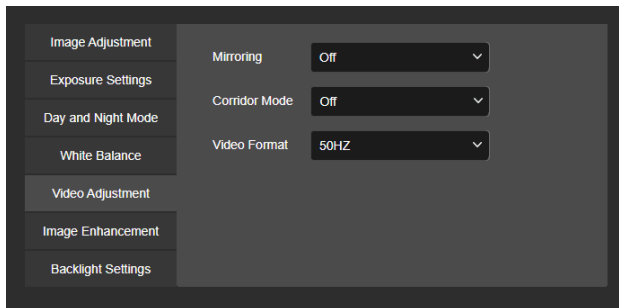 Image Adjustment
Exposure Settings
Day and Night Mode
White Balance
Video Adjustment
Image Enhancement
Backlight Settings
Mirroring Off
Corridor Mode Off
Video Format 50HZ